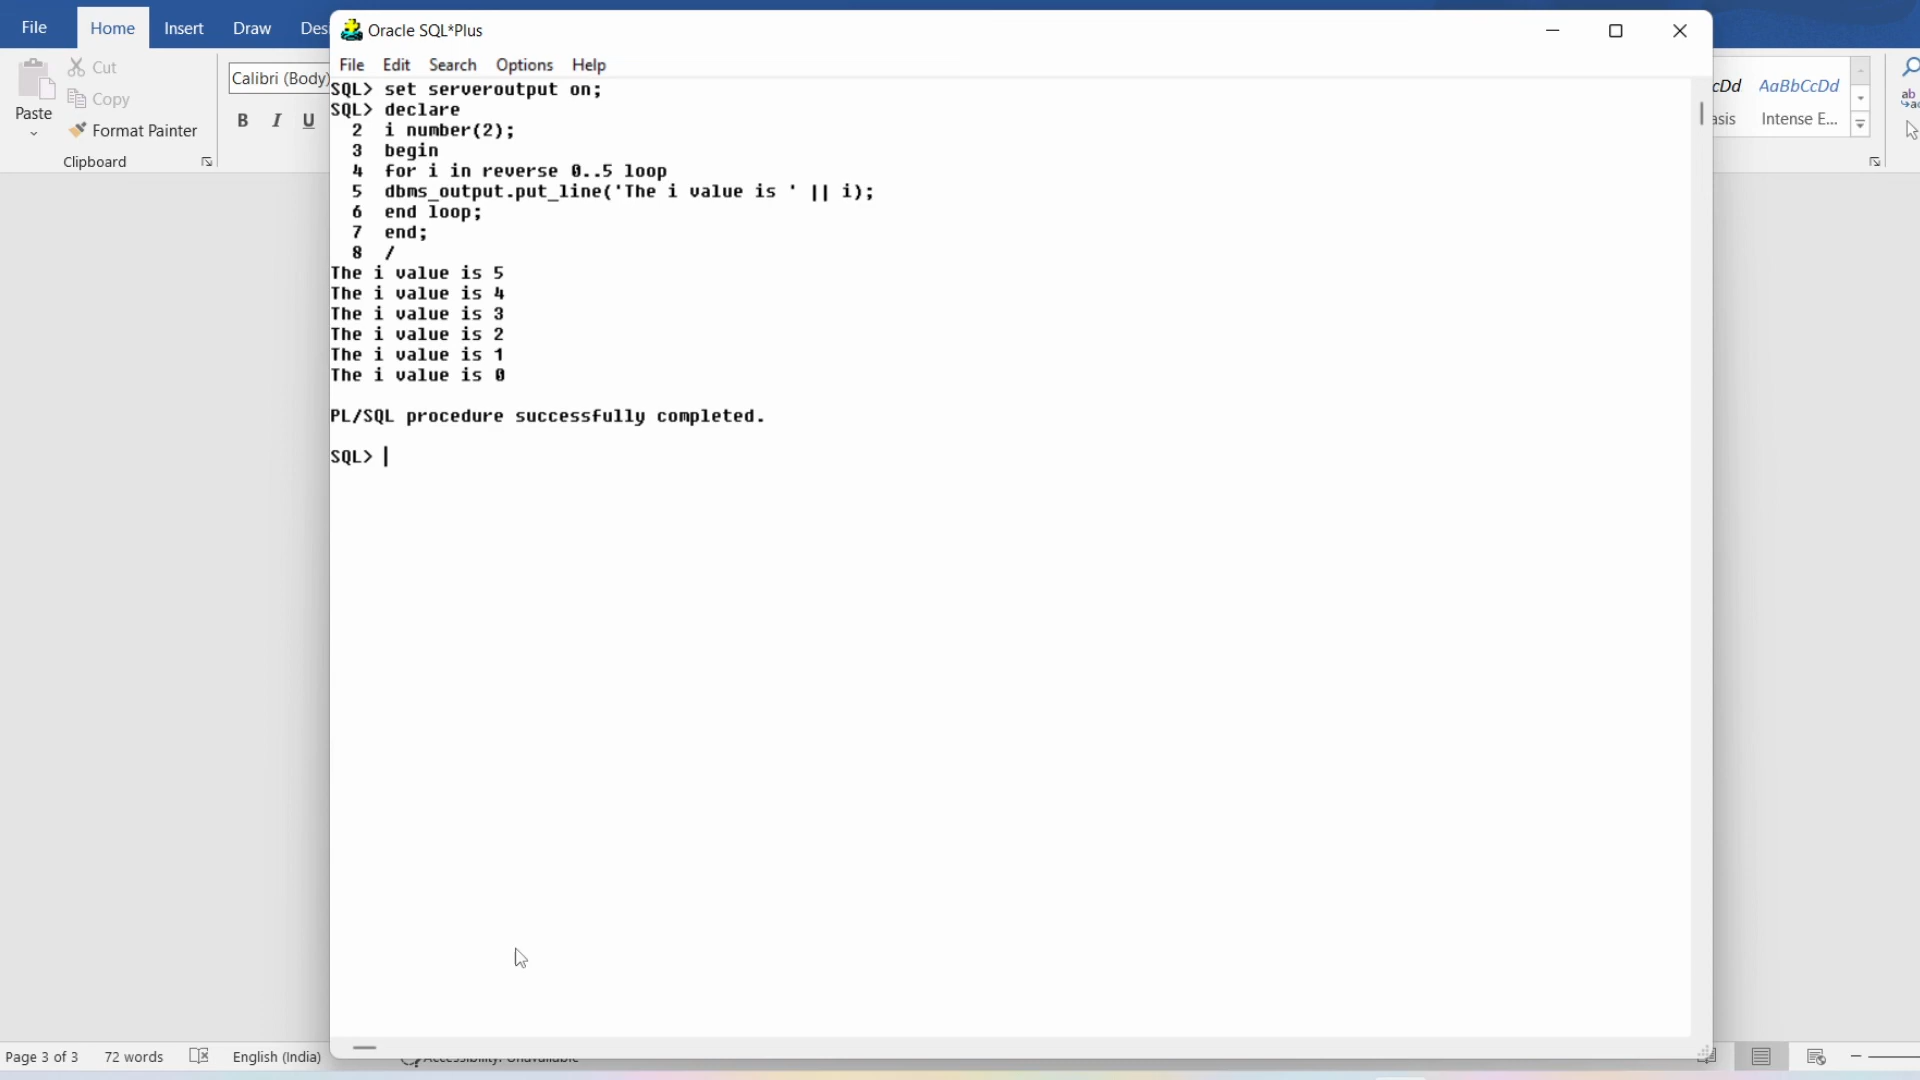 File Home Insert Draw
Oracle SQL*Plus
Paste
Cut
Copy
Format Painter
Clipboard
Calibri (Body)
B I U
File Edit Search Options Help
SQL> set serveroutput on;
SQL> declare
2 i number(2);
3 begin
4 for i in reverse 0..5 loop
5 dbms_output.put_line('The i value is ' || i);
6 end loop;
7 end;
8 /
The i value is 5
The i value is 4
The i value is 3
The i value is 2
The i value is 1
The i value is 0
PL/SQL procedure successfully completed.
SQL>
AaBbCcDd
Intense E...
Page 3 of 3 72 words English (India)